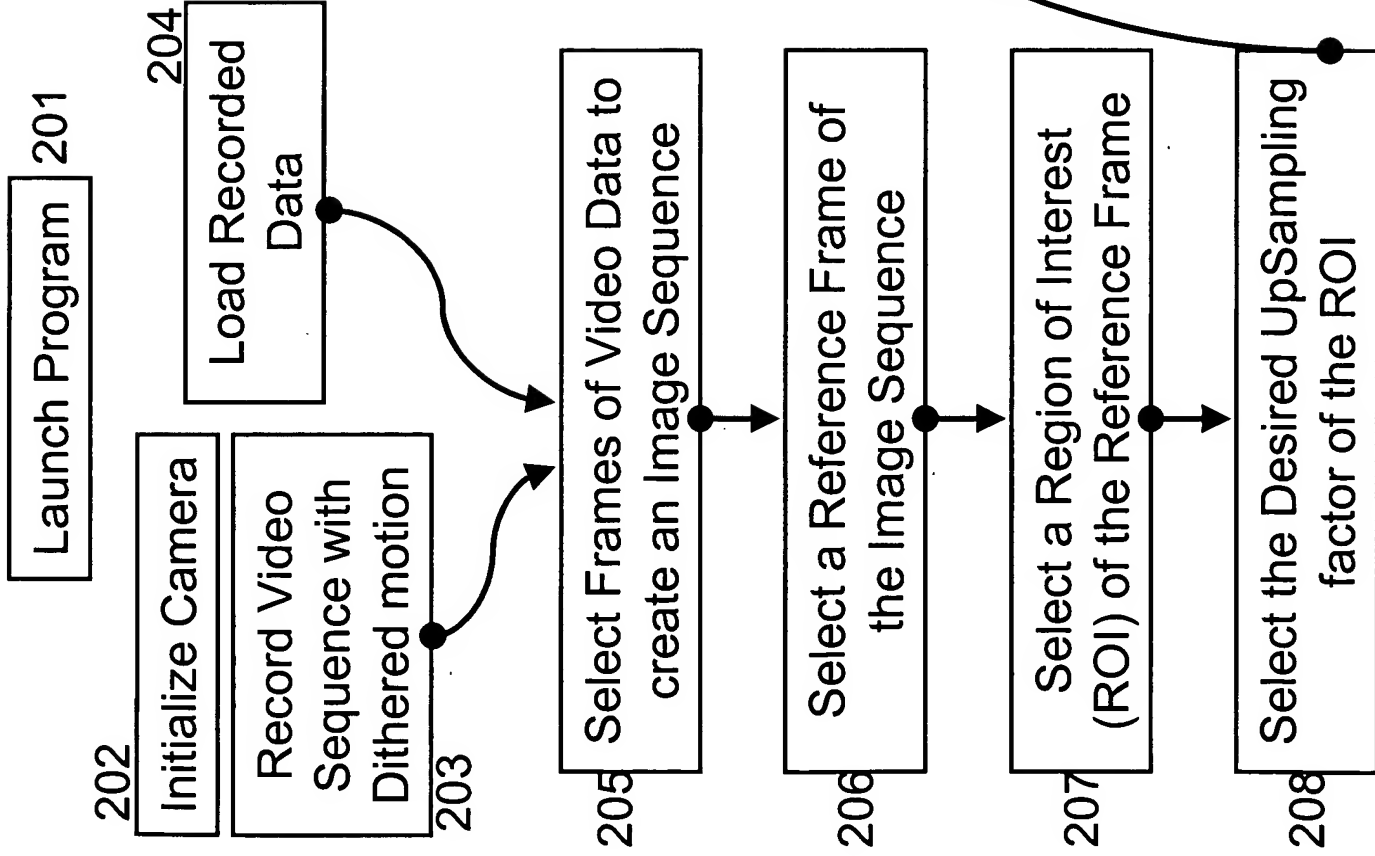 Launch Program 201
202
Initialize Camera
Record Video
Sequence with
Dithered motion
203
204
Load Recorded
Data
205
Select Frames of Video Data to
create an Image Sequence
206
Select a Reference Frame of
the Image Sequence
207
Select a Region of Interest
(ROI) of the Reference Frame
208
Select the Desired UpSampling
factor of the ROI